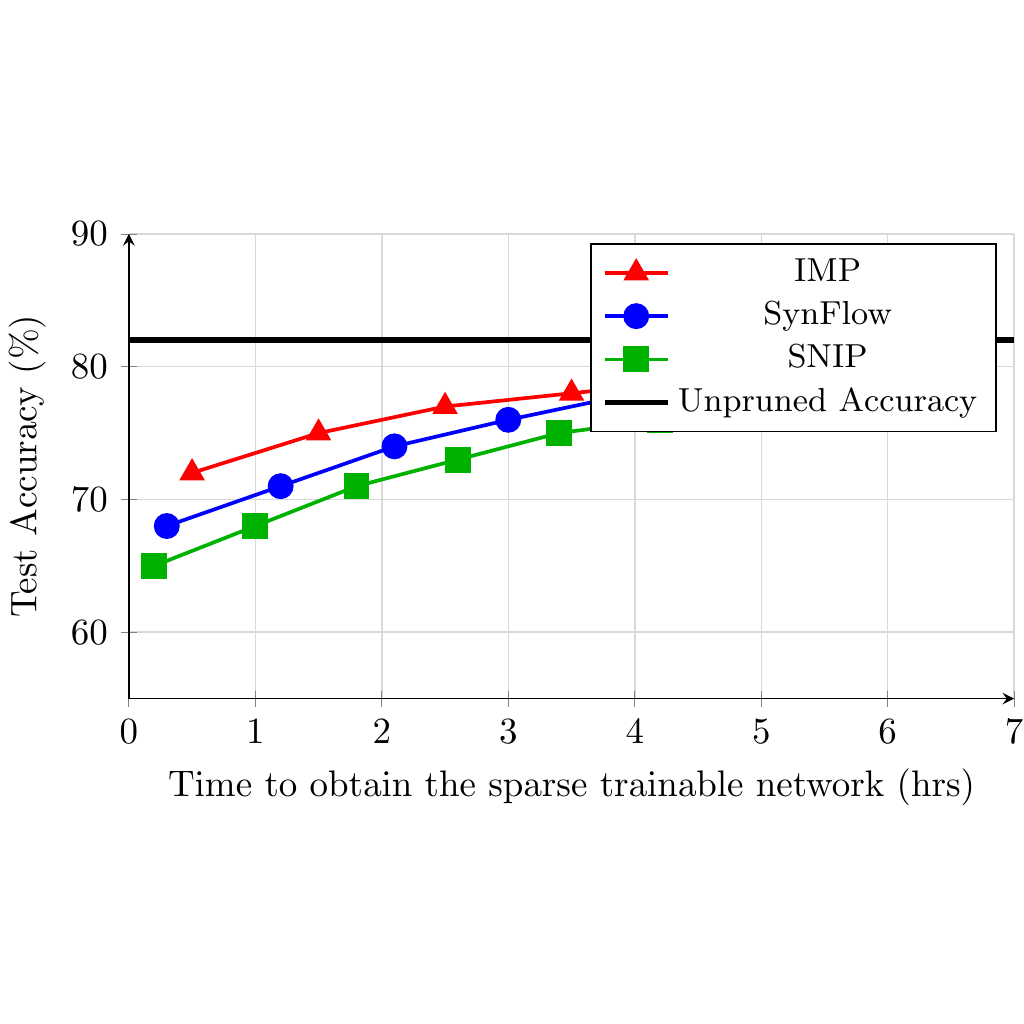 90
80
70
60
Test Accuracy (%)
IMP
SynFlow
SNIP
Unpruned Accuracy
0 1 2 3 4 5 6 7
Time to obtain the sparse trainable network (hrs)